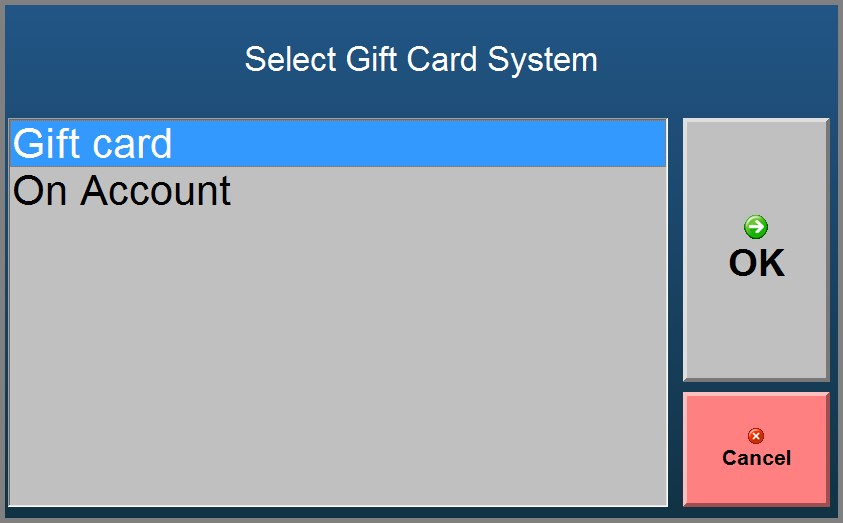 Select Gift Card System
Gift card
On Account
OK
Cancel